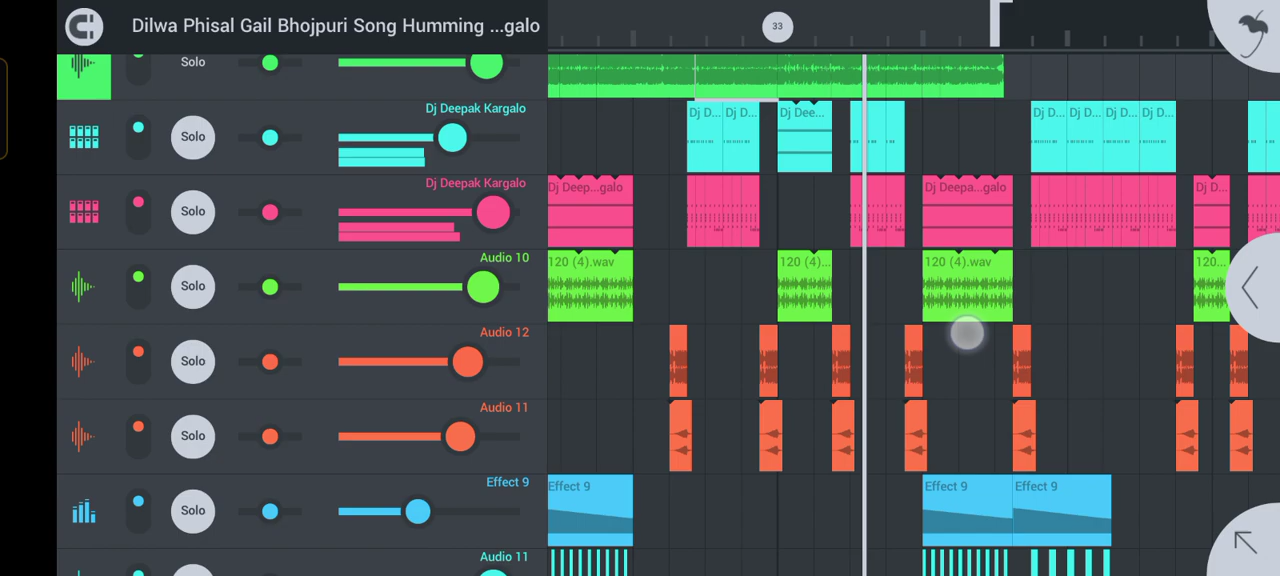 Dilwa Phisal Gail Bhojpuri Song Humming ...galo
33
Solo
Dj Deepak Kargalo
Solo
Dj D... Dj D... Dj Dee... Dj D... Dj D... Dj D... Dj D...
Dj Deepak Kargalo
Solo
Dj Deep...galo Dj Deepa...galo Dj D...
Audio 10
Solo
120 (4).wav 120 (4)... 120 (4).wav 120...
Audio 12
Solo
Audio 11
Solo
Effect 9
Solo
Effect 9 Effect 9 Effect 9
Audio 11
Solo